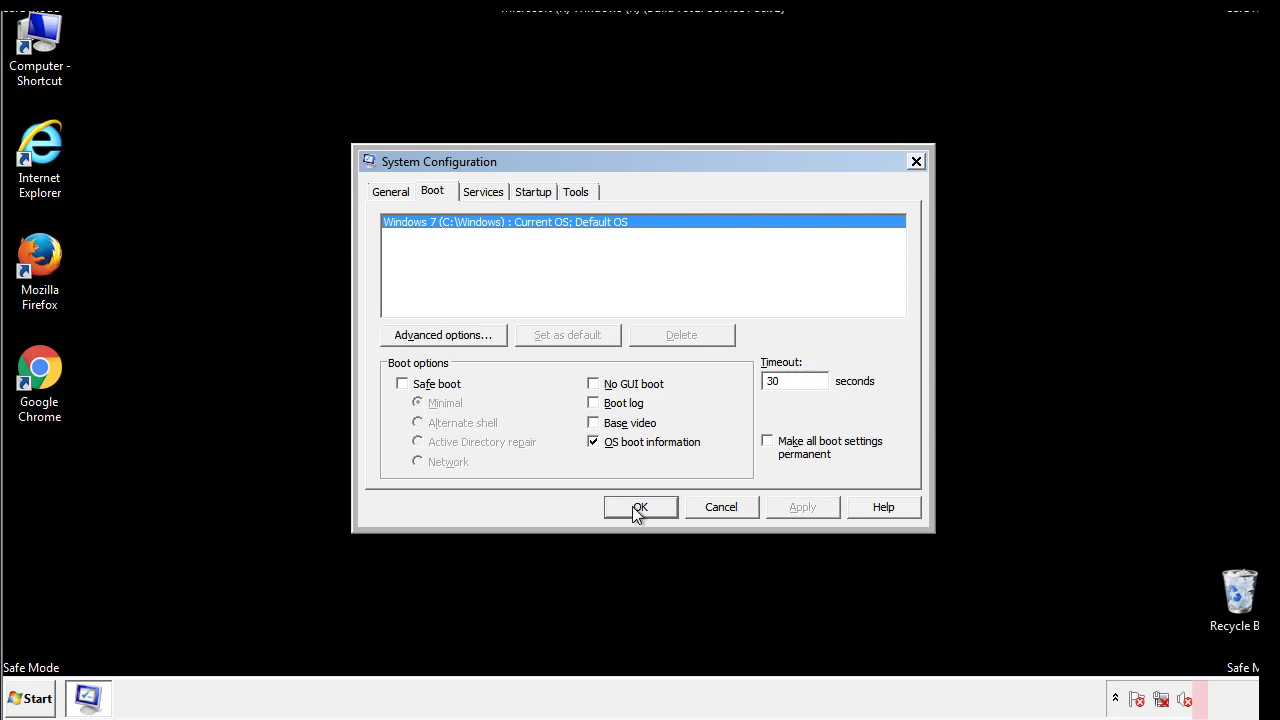 Computer -
Shortcut
Internet
Explorer
Mozilla
Firefox
Google
Chrome
System Configuration
General Boot Services Startup Tools
Windows 7 (C:\Windows) : Current OS; Default OS
Advanced options... Set as default Delete
Boot options
Timeout:
30 seconds
Safe boot
No GUI boot
Minimal
Boot log
Alternate shell
Base video
Active Directory repair
OS boot information
Network
Make all boot settings
permanent
OK Cancel Apply Help
Recycle B
Safe Mode
Safe M
Start